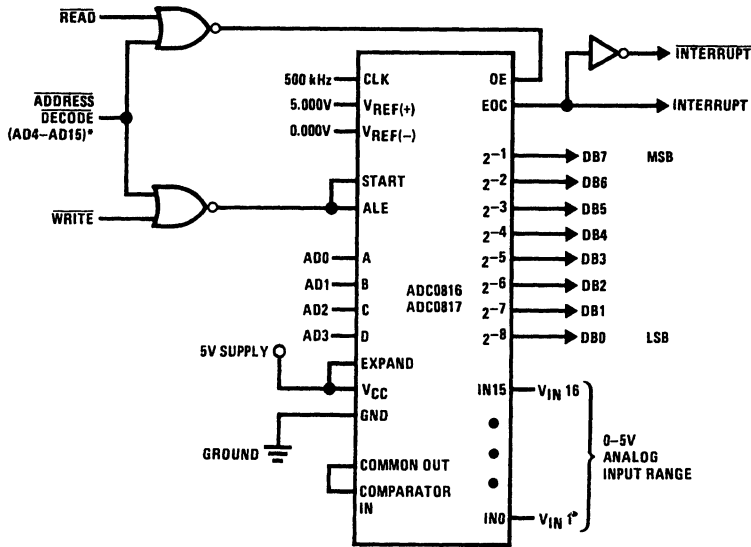 READ
ADDRESS
DECODE
(AD4–AD15)*
WRITE
500 kHz CLK
5.000V VREF(+)
0.000V VREF(−)
START
ALE
AD0 A
AD1 B
AD2 C
AD3 D
5V SUPPLY
EXPAND
VCC
GND
GROUND
COMMON OUT
COMPARATOR
IN
ADC0816
ADC0817
OE
EOC
INTERRUPT
INTERRUPT
2−1 DB7 MSB
2−2 DB6
2−3 DB5
2−4 DB4
2−5 DB3
2−6 DB2
2−7 DB1
2−8 DB0 LSB
IN15 VIN 16
0–5V
ANALOG
INPUT RANGE
IN0 VIN 1*